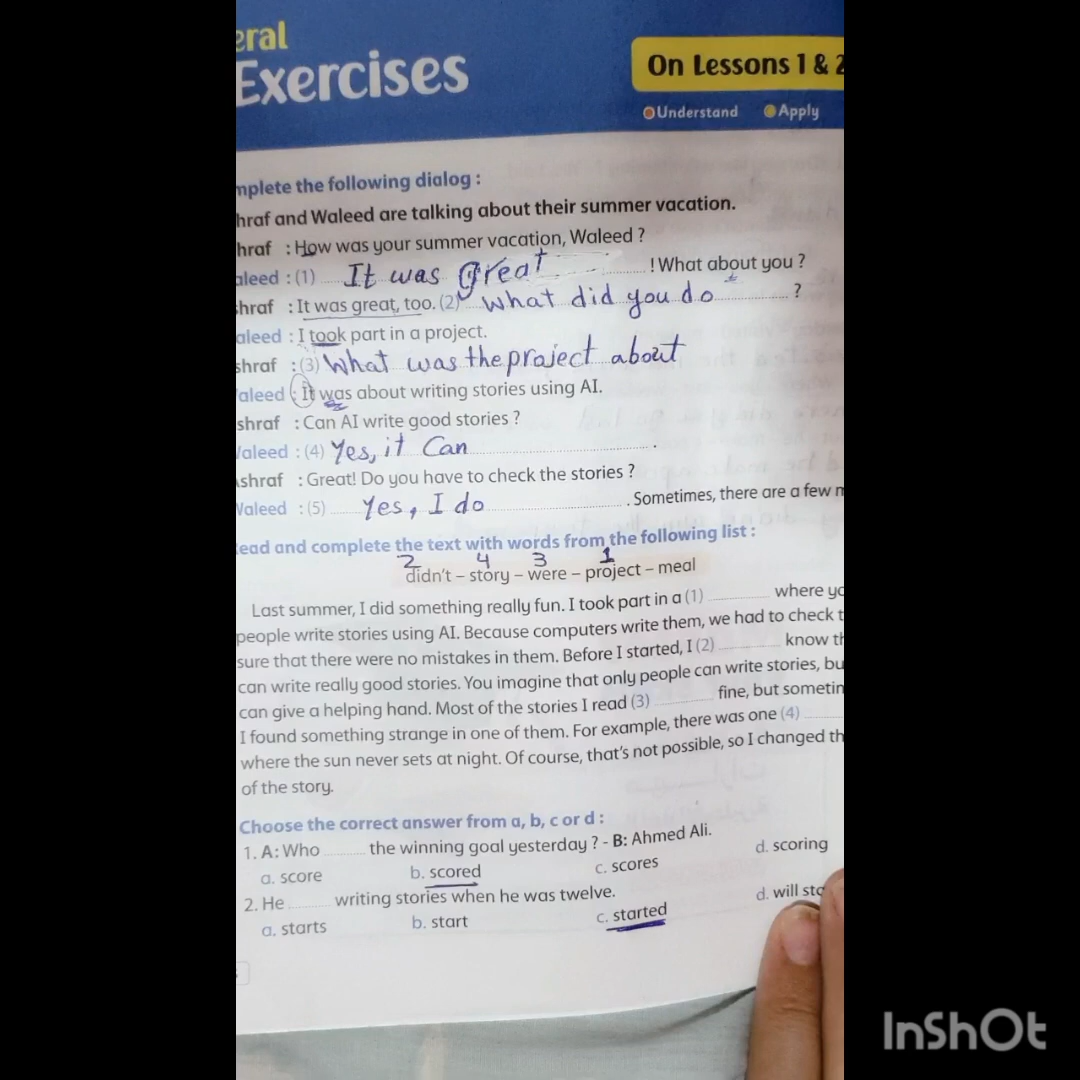 eral
Exercises
On Lessons 1 & 2
Understand Apply
mplete the following dialog :
hraf and Waleed are talking about their summer vacation.
hraf : How was your summer vacation, Waleed ?
aleed : (1) It was great ! What about you ?
shraf : It was great, too. (2) what did you do ?
aleed : I took part in a project.
shraf : (3) What was the project about
aleed : It was about writing stories using AI.
shraf : Can AI write good stories ?
Waleed : (4) Yes, it Can .
Ashraf : Great! Do you have to check the stories ?
Waleed : (5) Yes, I do . Sometimes, there are a few m
Read and complete the text with words from the following list :
2 4 3 1
didn't – story – were – project – meal
Last summer, I did something really fun. I took part in a (1) where yo
people write stories using AI. Because computers write them, we had to check t
sure that there were no mistakes in them. Before I started, I (2) know th
can write really good stories. You imagine that only people can write stories, bu
can give a helping hand. Most of the stories I read (3) fine, but sometin
I found something strange in one of them. For example, there was one (4)
where the sun never sets at night. Of course, that's not possible, so I changed th
of the story.
Choose the correct answer from a, b, c or d :
1. A: Who the winning goal yesterday ? - B: Ahmed Ali.
a. score b. scored c. scores d. scoring
2. He writing stories when he was twelve.
a. starts b. start c. started d. will sta
InShOt